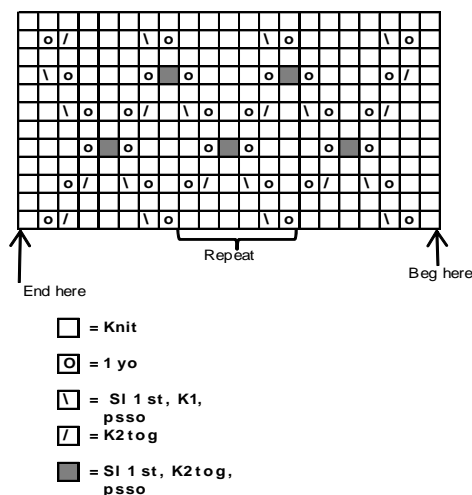 o / \ o \ o \ o
\ o o o o o o /
\ o o / \ o o / \ o o /
o o o o o o
o / \ o o / \ o o / \ o
o / \ o \ o \ o
Repeat
End here
Beg here
= Knit
o = 1 yo
\ = Sl 1 st, K1,
psso
/ = K2tog
= Sl 1 st, K2tog,
psso